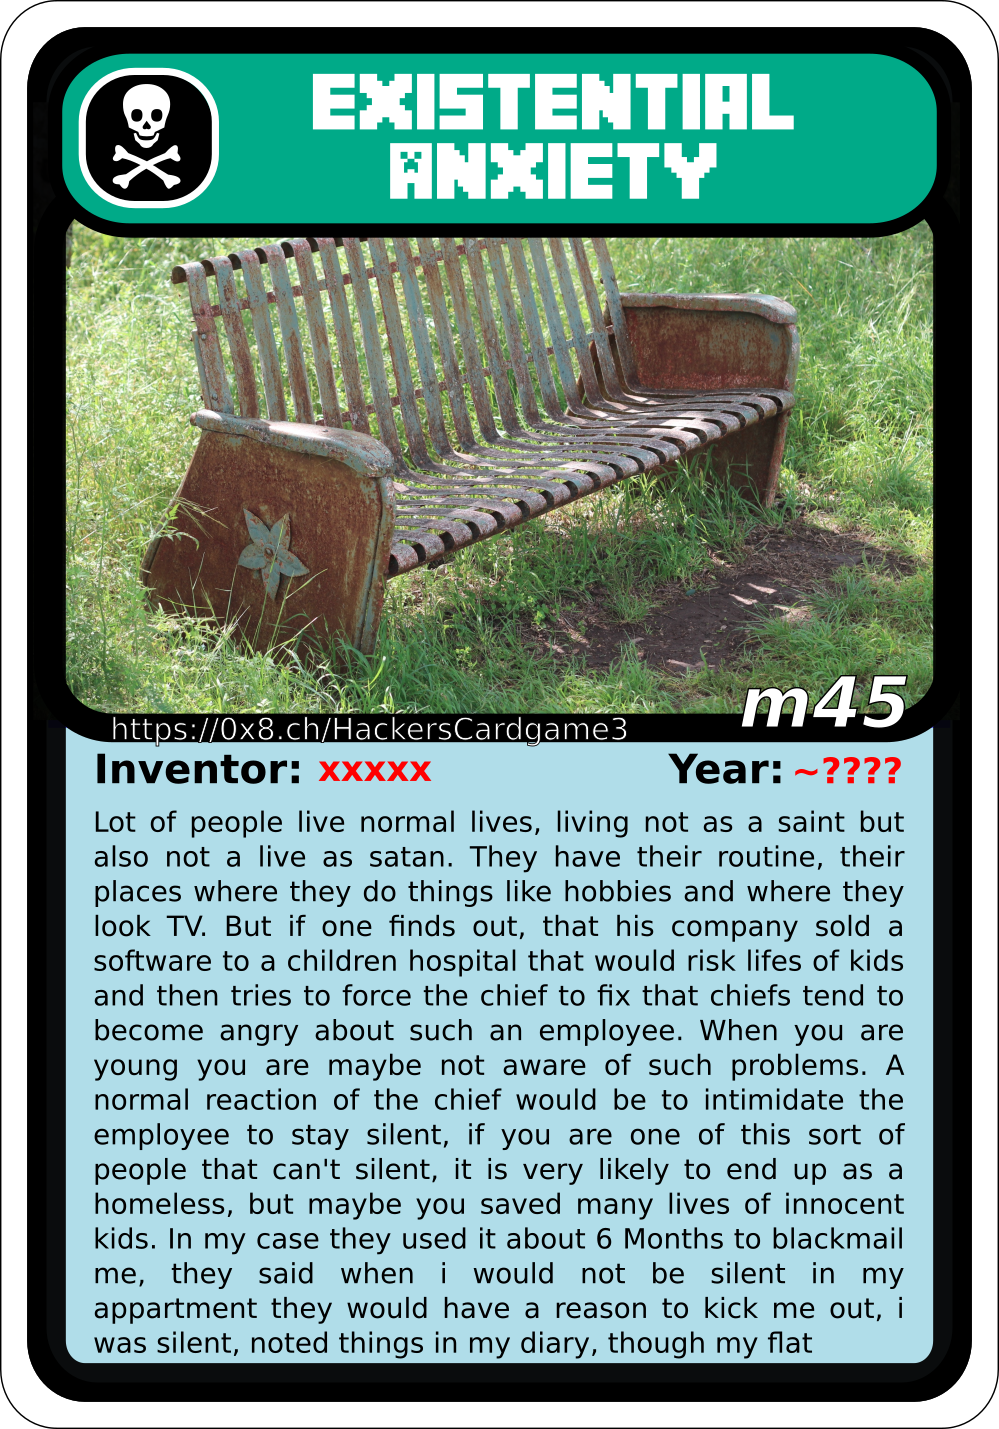 EXISTENTIAL
ANXIETY
m45
https://0x8.ch/HackersCardgame3
Inventor: xxxxx Year: ~????
Lot of people live normal lives, living not as a saint but
also not a live as satan. They have their routine, their
places where they do things like hobbies and where they
look TV. But if one finds out, that his company sold a
software to a children hospital that would risk lifes of kids
and then tries to force the chief to fix that chiefs tend to
become angry about such an employee. When you are
young you are maybe not aware of such problems. A
normal reaction of the chief would be to intimidate the
employee to stay silent, if you are one of this sort of
people that can't silent, it is very likely to end up as a
homeless, but maybe you saved many lives of innocent
kids. In my case they used it about 6 Months to blackmail
me, they said when i would not be silent in my
appartment they would have a reason to kick me out, i
was silent, noted things in my diary, though my flat